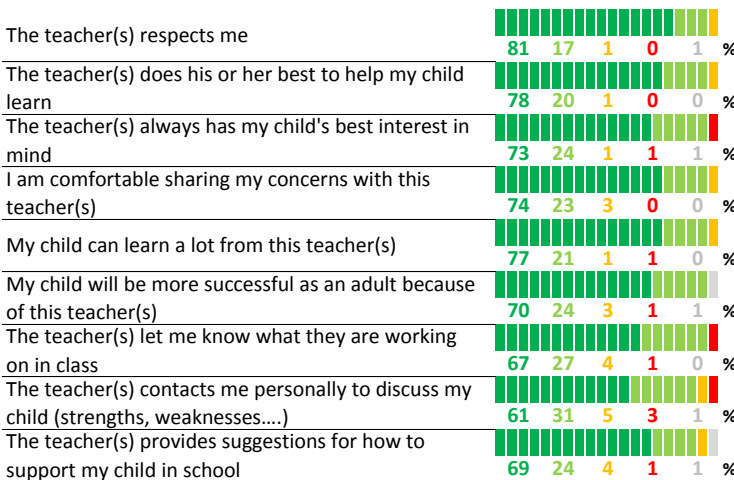 The teacher(s) respects me
81 17 1 0 1 %
The teacher(s) does his or her best to help my child
learn
78 20 1 0 0 %
The teacher(s) always has my child's best interest in
mind
73 24 1 1 1 %
I am comfortable sharing my concerns with this
teacher(s)
74 23 3 0 0 %
My child can learn a lot from this teacher(s)
77 21 1 1 0 %
My child will be more successful as an adult because
of this teacher(s)
70 24 3 1 1 %
The teacher(s) let me know what they are working
on in class
67 27 4 1 0 %
The teacher(s) contacts me personally to discuss my
child (strengths, weaknesses....)
61 31 5 3 1 %
The teacher(s) provides suggestions for how to
support my child in school
69 24 4 1 1 %